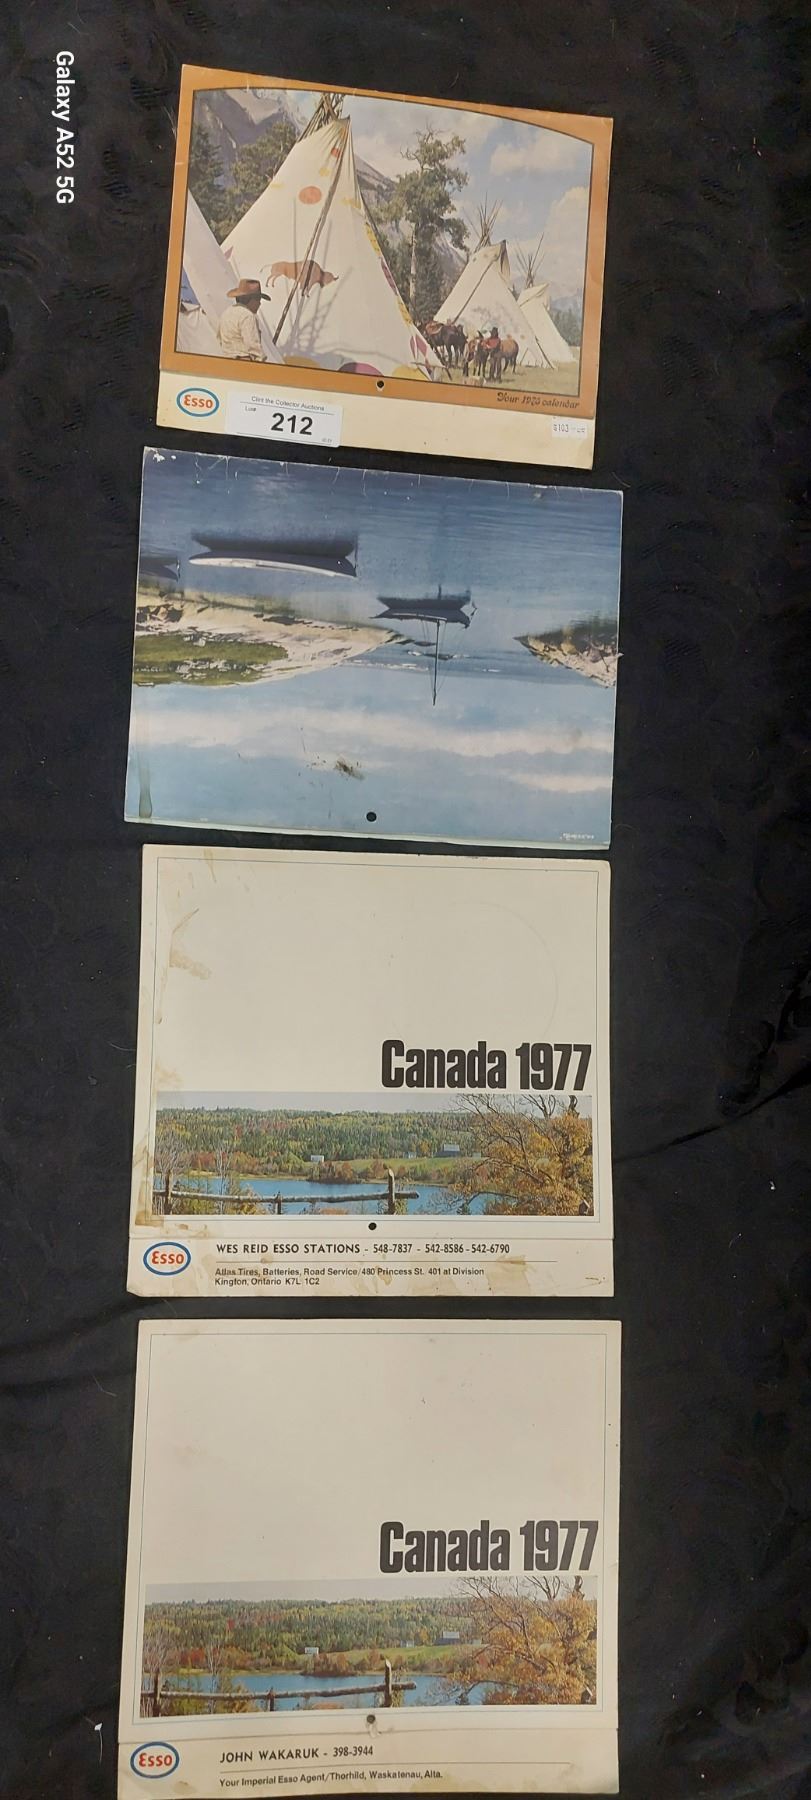 Galaxy A52 5G
Your 1975 calendar
Esso
Clint the Collector Auctions
Lot#
212
Canada 1977
Esso
WES REID ESSO STATIONS - 548-7837 - 542-8586 - 542-6790
Atlas Tires, Batteries, Road Service/480 Princess St. 401 at Division
Kington, Ontario K7L 1C2
Canada 1977
Esso
JOHN WAKARUK - 398-3944
Your Imperial Esso Agent/Thorhild, Waskatenau, Alta.